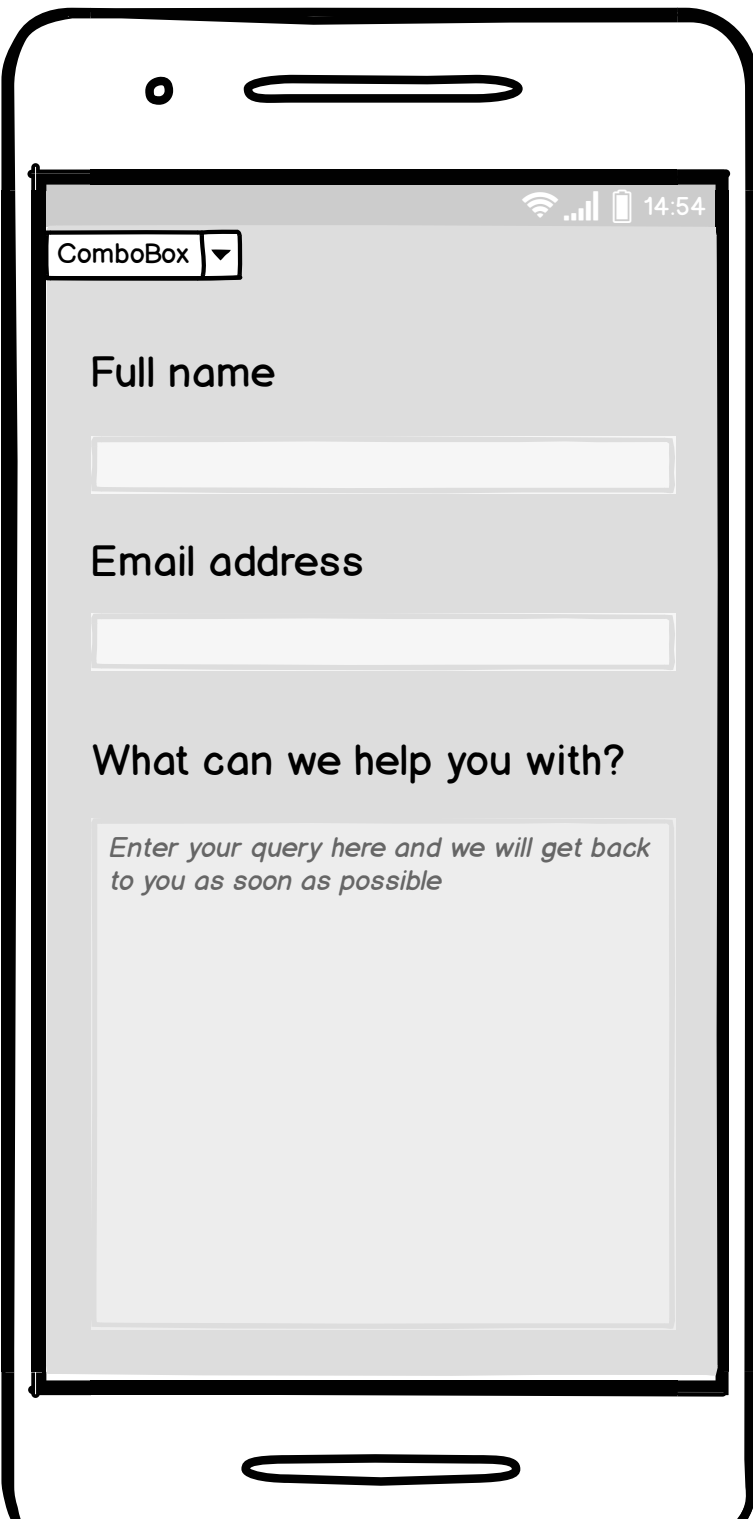 14:54
ComboBox
Full name
Email address
What can we help you with?
Enter your query here and we will get back
to you as soon as possible